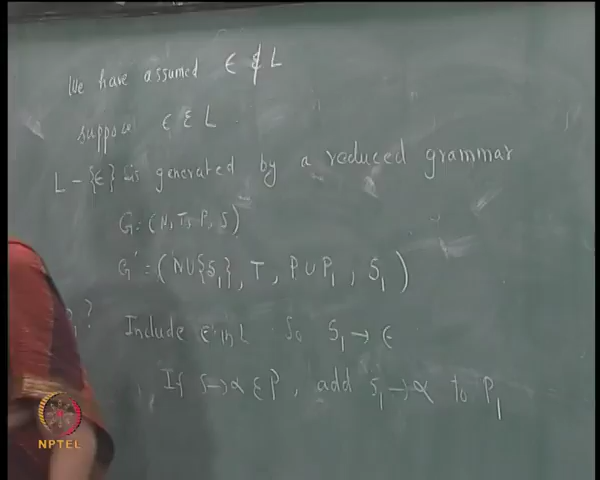 We have assumed ϵ ∉ L
suppose ϵ ∈ L
L - {ϵ} is generated by a reduced grammar
G = (N, T, P, S)
G' = (N∪{S₁}, T, P∪P₁, S₁)
P₁? Include ϵ in L So S₁ → ϵ
If S → α ∈ P, add S₁ → α to P₁
NPTEL